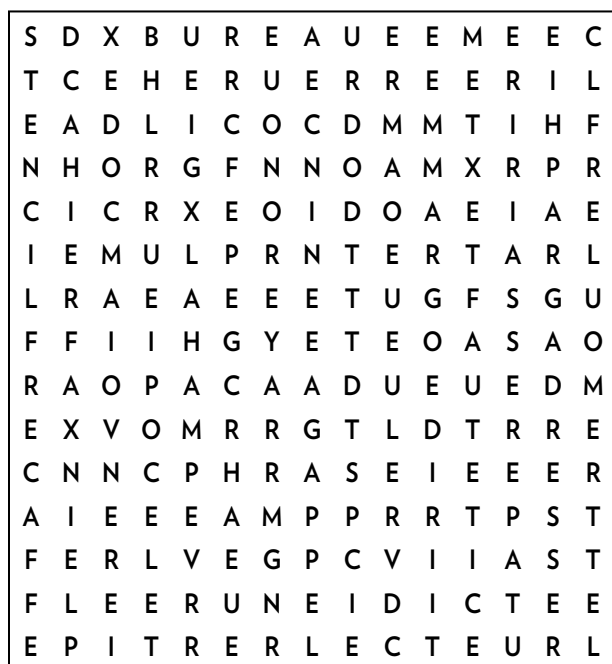 S D X B U R E A U E E M E E C
T C E H E R U E R R E E R I L
E A D L I C O C D M M T I H F
N H O R G F N N O A M X R P R
C I C R X E O I D O A E I A E
I E M U L P R N T E R T A R L
L R A E A E E E T U G F S G U
F F I I H G Y E T E O A S A O
R A O P A C A A D U E U E D M
E X V O M R R G T L D T R R E
C N N C P H R A S E I E E E R
A I E E E A M P P R R T P S T
F E R L V E G P C V I I A S T
F L E E R U N E I D I C T E E
E P I T R E R L E C T E U R L